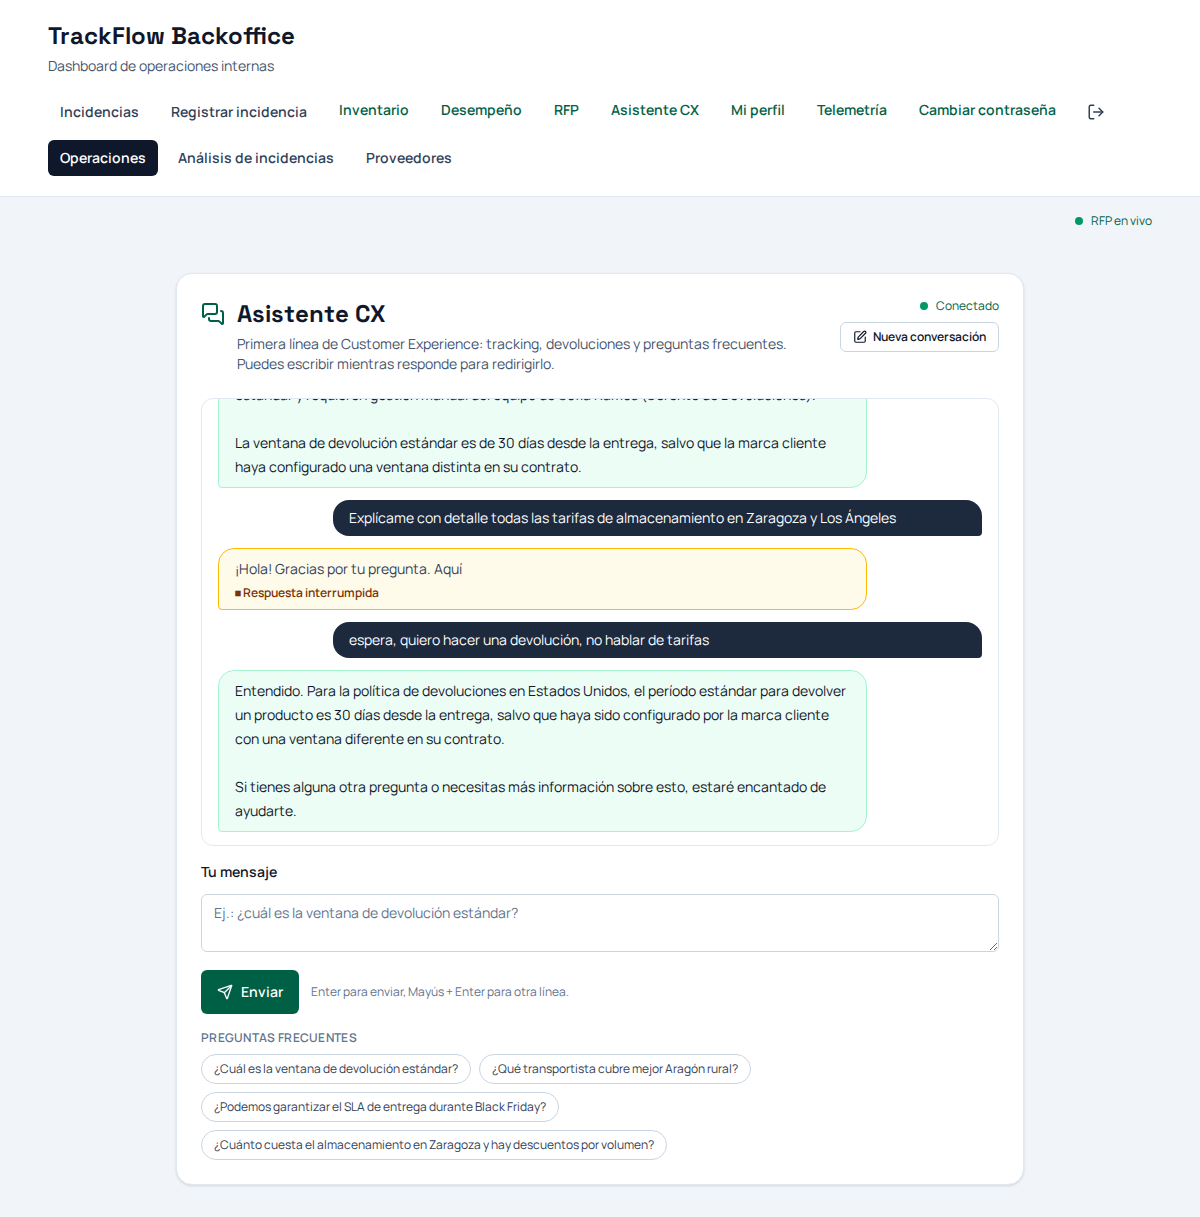 TrackFlow Backoffice
Dashboard de operaciones internas
Incidencias Registrar incidencia Inventario Desempeño RFP Asistente CX Mi perfil Telemetría Cambiar contraseña
Operaciones Análisis de incidencias Proveedores
RFP en vivo
Asistente CX
Conectado
Nueva conversación
Primera línea de Customer Experience: tracking, devoluciones y preguntas frecuentes.
Puedes escribir mientras responde para redirigirlo.
La ventana de devolución estándar es de 30 días desde la entrega, salvo que la marca cliente
haya configurado una ventana distinta en su contrato.
Explícame con detalle todas las tarifas de almacenamiento en Zaragoza y Los Ángeles
¡Hola! Gracias por tu pregunta. Aquí
Respuesta interrumpida
espera, quiero hacer una devolución, no hablar de tarifas
Entendido. Para la política de devoluciones en Estados Unidos, el período estándar para devolver
un producto es 30 días desde la entrega, salvo que haya sido configurado por la marca cliente
con una ventana diferente en su contrato.
Si tienes alguna otra pregunta o necesitas más información sobre esto, estaré encantado de
ayudarte.
Tu mensaje
Ej.: ¿cuál es la ventana de devolución estándar?
Enviar
Enter para enviar, Mayús + Enter para otra línea.
PREGUNTAS FRECUENTES
¿Cuál es la ventana de devolución estándar?
¿Qué transportista cubre mejor Aragón rural?
¿Podemos garantizar el SLA de entrega durante Black Friday?
¿Cuánto cuesta el almacenamiento en Zaragoza y hay descuentos por volumen?